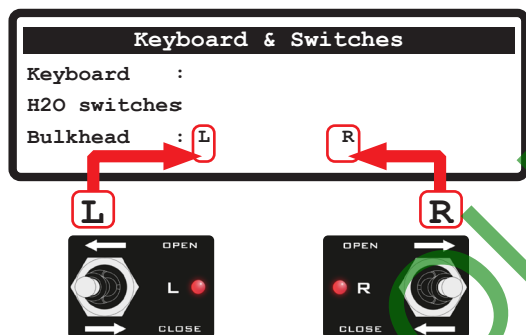 Keyboard & Switches
Keyboard :
H2O switches
Bulkhead : L R
L R
OPEN OPEN
L R
CLOSE CLOSE